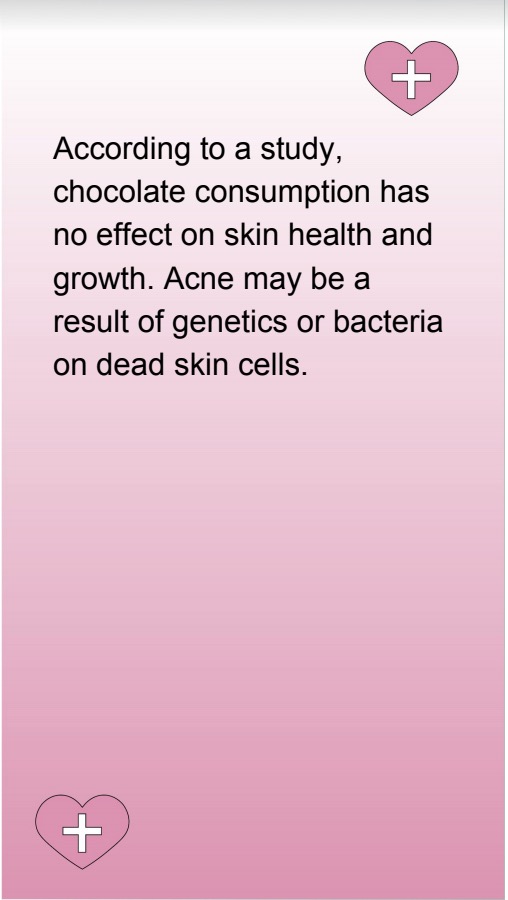 According to a study,
chocolate consumption has
no effect on skin health and
growth. Acne may be a
result of genetics or bacteria
on dead skin cells.